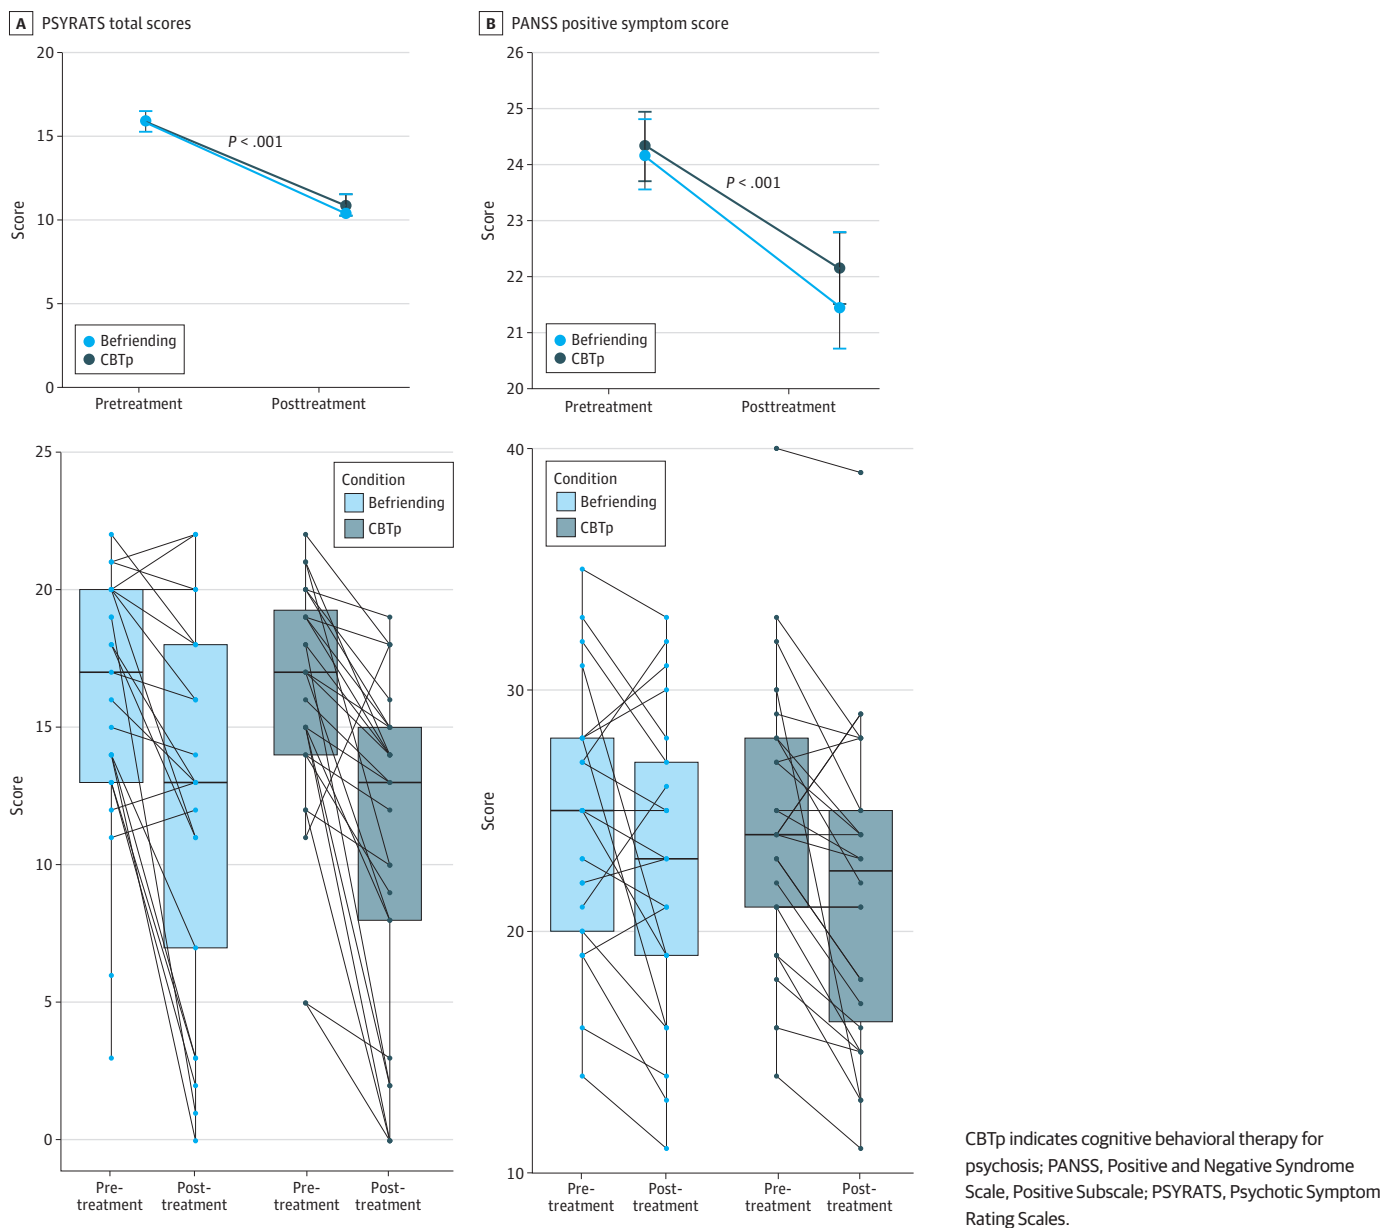 A PSYRATS total scores
20
15
10
5
0
Score
P < .001
Befriending
CBTp
Pretreatment
Posttreatment
B PANSS positive symptom score
26
25
24
23
22
21
20
Score
P < .001
Befriending
CBTp
Pretreatment
Posttreatment
25
20
15
10
5
0
Score
Condition
Befriending
CBTp
Pre-
treatment
Post-
treatment
Pre-
treatment
Post-
treatment
40
30
20
10
Score
Condition
Befriending
CBTp
Pre-
treatment
Post-
treatment
Pre-
treatment
Post-
treatment
CBTp indicates cognitive behavioral therapy for
psychosis; PANSS, Positive and Negative Syndrome
Scale, Positive Subscale; PSYRATS, Psychotic Symptom
Rating Scales.